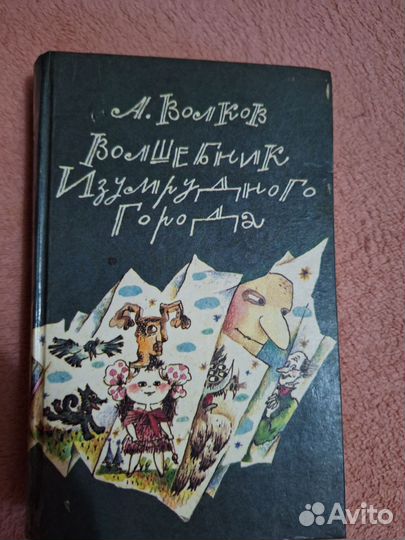 А. Волков
Волшебник
Изумрудного
Города
Avito